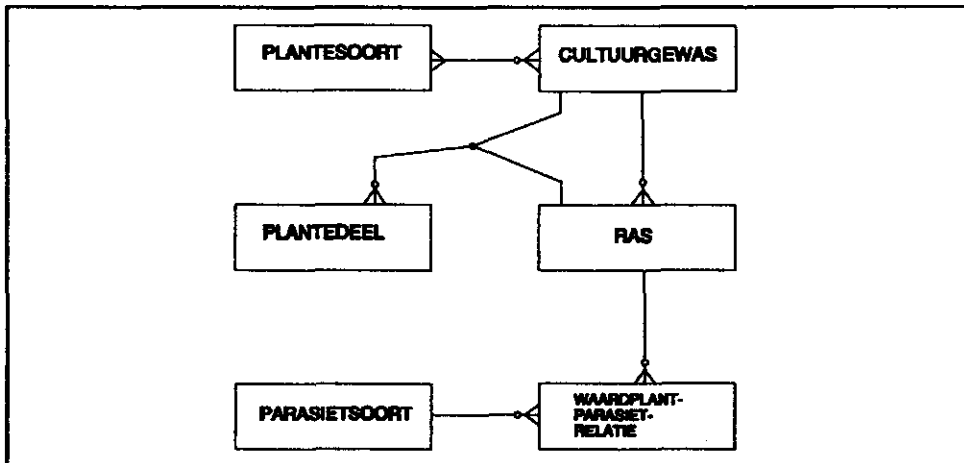 PLANTESOORT
CULTUURGEWAS
PLANTEDEEL
RAS
PARASIETSOORT
WAARDPLANT-
PARASIET-
RELATIE